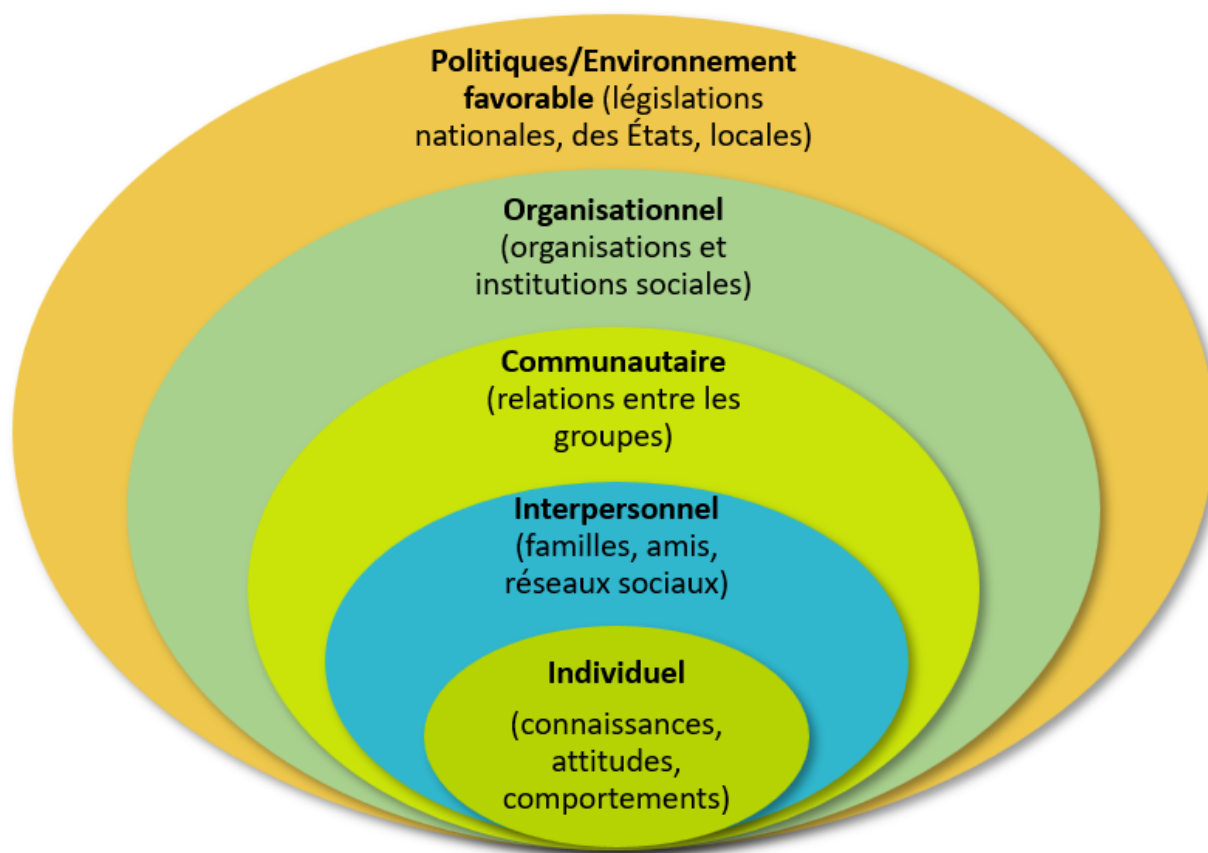 Politiques/Environnement
favorable (législations
nationales, des États, locales)
Organisationnel
(organisations et
institutions sociales)
Communautaire
(relations entre les
groupes)
Interpersonnel
(familles, amis,
réseaux sociaux)
Individuel
(connaissances,
attitudes,
comportements)